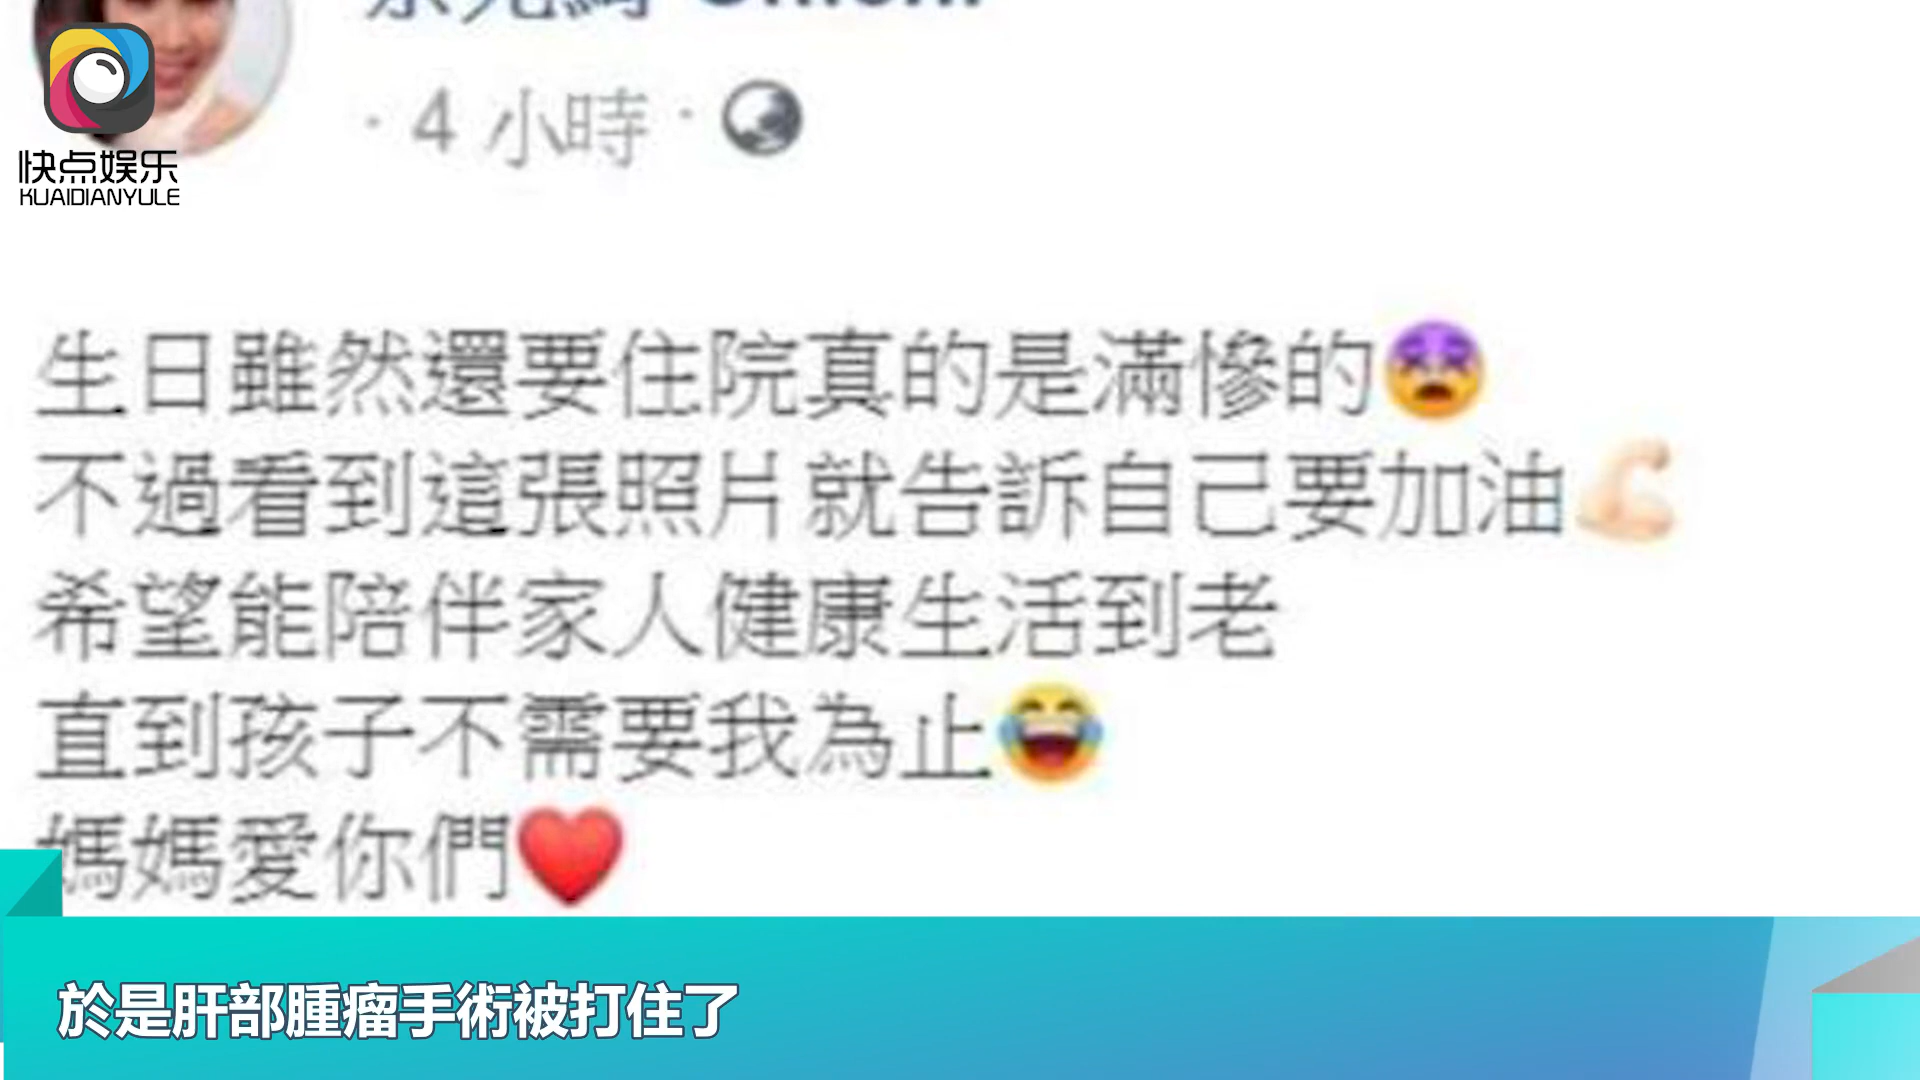 · 4 小時 ·
快点娱乐
KUAIDIANYULE
生日雖然還要住院真的是滿慘的😫
不過看到這張照片就告訴自己要加油💪🏻
希望能陪伴家人健康生活到老
直到孩子不需要我為止😂
媽媽愛你們❤️
於是肝部腫瘤手術被打住了